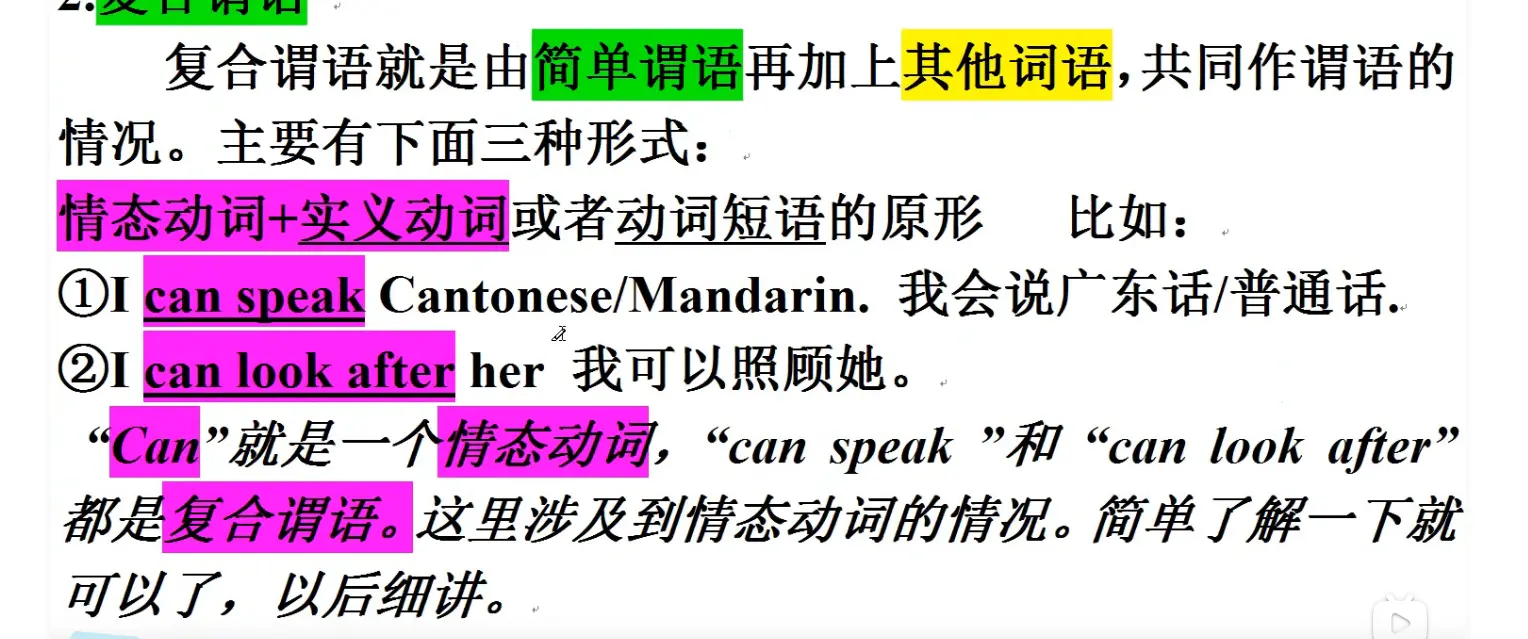 2.复合谓语
复合谓语就是由简单谓语再加上其他词语,共同作谓语的
情况。主要有下面三种形式：
情态动词+实义动词或者动词短语的原形 比如：
①I can speak Cantonese/Mandarin. 我会说广东话/普通话.
②I can look after her 我可以照顾她。
“Can”就是一个情态动词，“can speak ”和“can look after”
都是复合谓语。这里涉及到情态动词的情况。简单了解一下就
可以了，以后细讲。